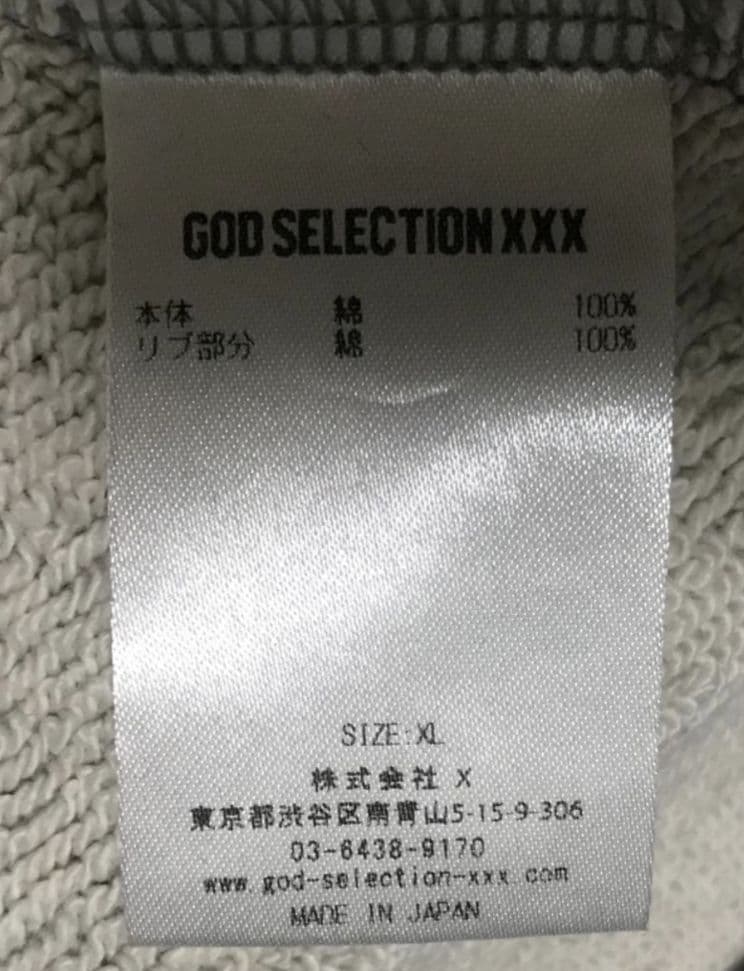 GOD SELECTION XXX
本体 綿 100%
リブ部分 綿 100%
SIZE:XL
株式会社 X
東京都渋谷区南青山5-15-9-306
03-6438-9170
www.god-selection-xxx com
MADE IN JAPAN